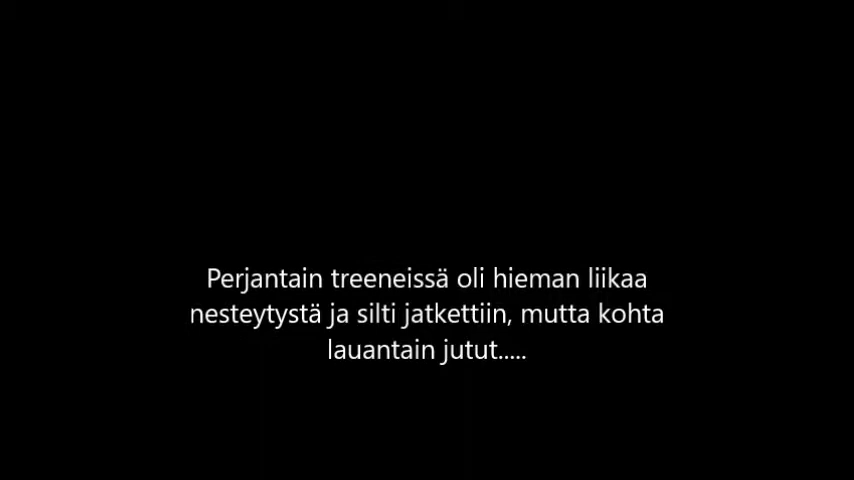 Perjantain treeneissä oli hieman liikaa
nesteytystä ja silti jatkettiin, mutta kohta
lauantain jutut.....